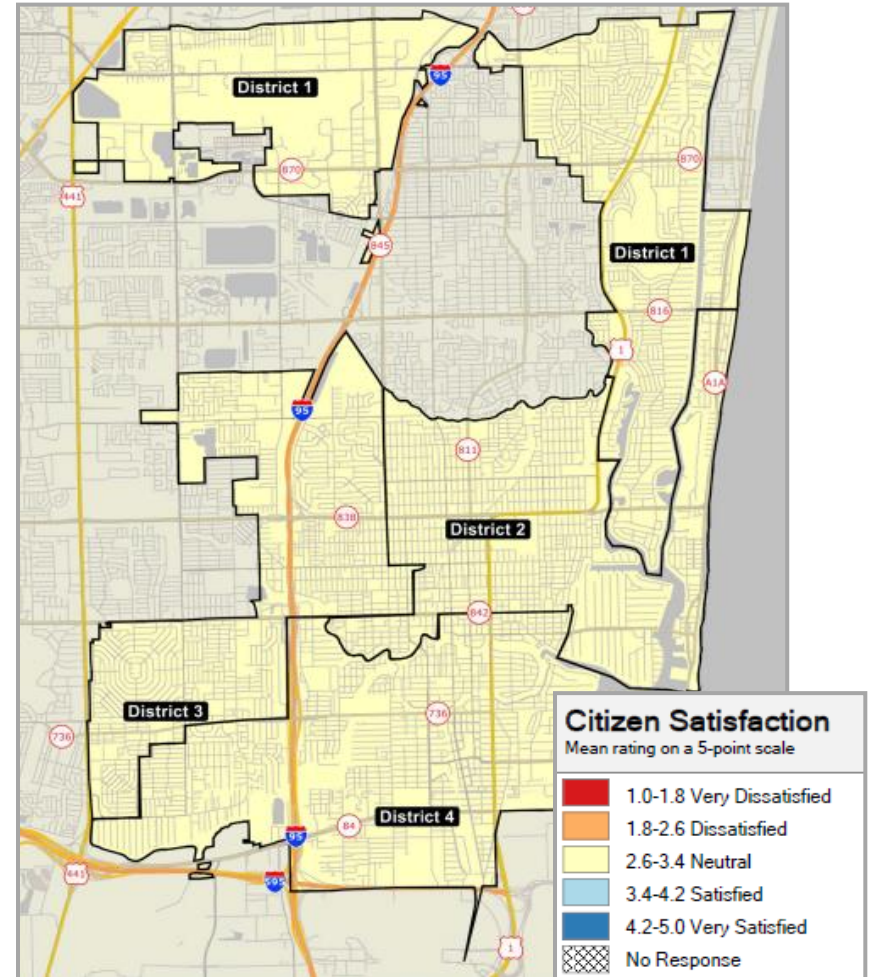 95
District 1
441
870
870
845
District 1
816
1
A1A
95
811
838
District 2
842
District 3
736
736
District 4
84
95
441
595
1
Citizen Satisfaction
Mean rating on a 5-point scale
1.0-1.8 Very Dissatisfied
1.8-2.6 Dissatisfied
2.6-3.4 Neutral
3.4-4.2 Satisfied
4.2-5.0 Very Satisfied
No Response